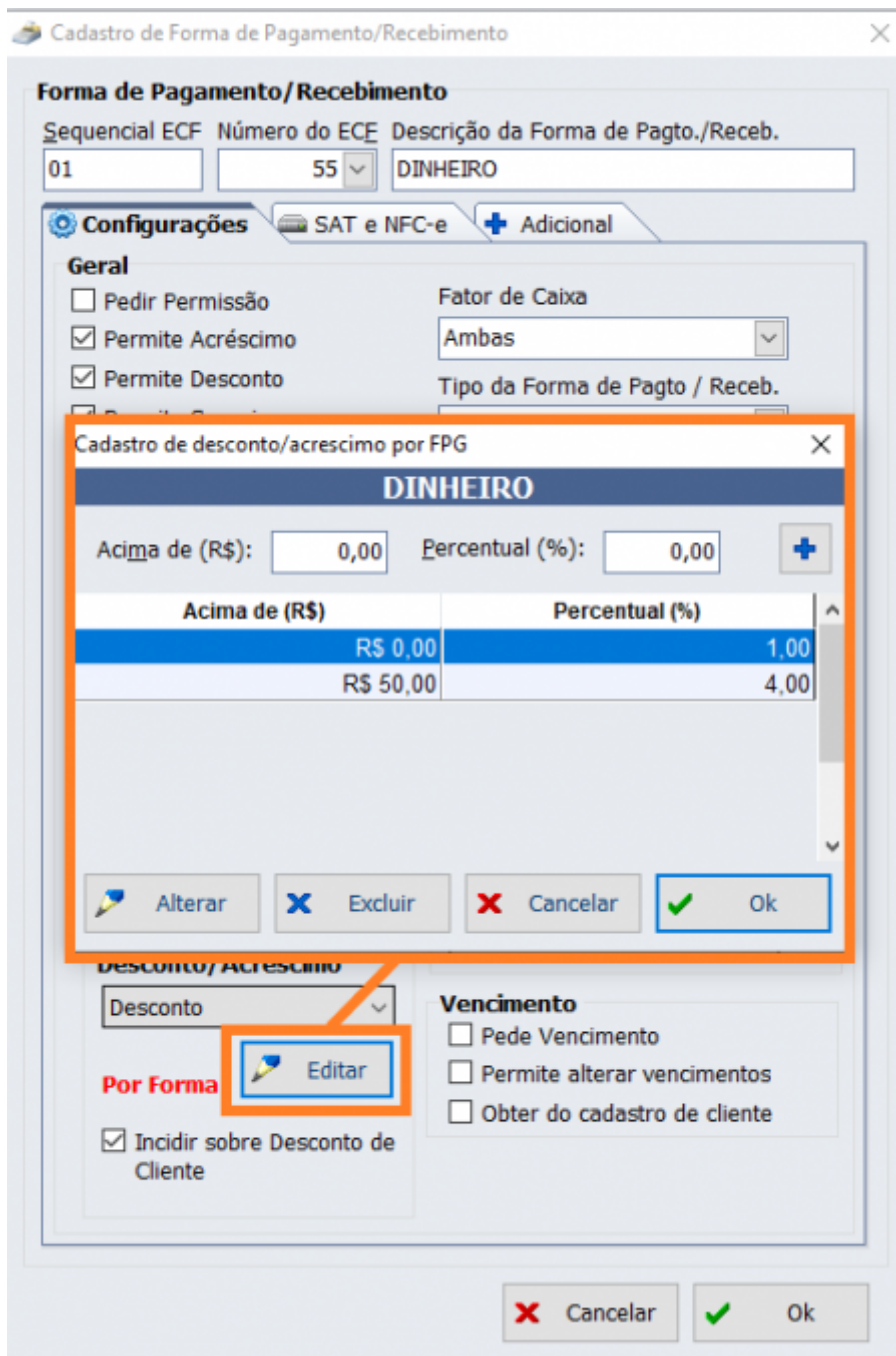 Cadastro de Forma de Pagamento/Recebimento
Forma de Pagamento/Recebimento
Sequencial ECF Número do ECF Descrição da Forma de Pagto./Receb.
01 55 DINHEIRO
Configurações SAT e NFC-e Adicional
Geral
Pedir Permissão Fator de Caixa
Permite Acréscimo Ambas
Permite Desconto Tipo da Forma de Pagto / Receb.
Cadastro de desconto/acrescimo por FPG
DINHEIRO
Acima de (R$): 0,00 Percentual (%): 0,00
Acima de (R$) Percentual (%)
R$ 0,00 1,00
R$ 50,00 4,00
Alterar Excluir Cancelar Ok
Desconto/Acréscimo
Desconto Vencimento
Pede Vencimento
Editar Permite alterar vencimentos
Por Forma
Obter do cadastro de cliente
Incidir sobre Desconto de
Cliente
Cancelar Ok